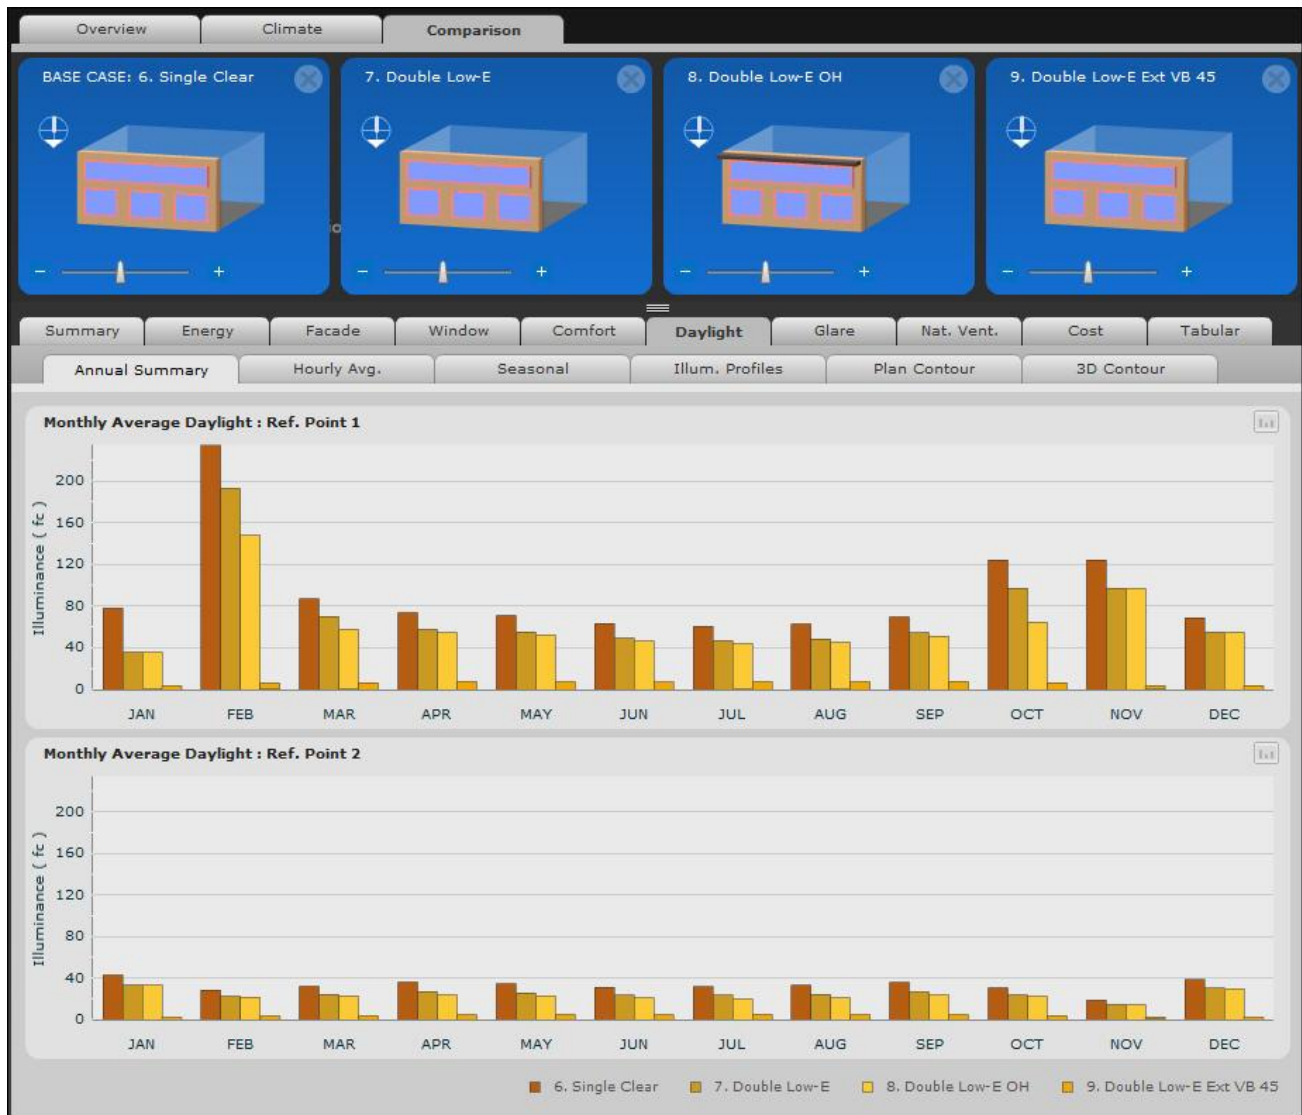 Overview Climate Comparison
BASE CASE: 6. Single Clear 7. Double Low-E 8. Double Low-E OH 9. Double Low-E Ext VB 45
- + - + - + - +
Summary Energy Facade Window Comfort Daylight Glare Nat. Vent. Cost Tabular
Annual Summary Hourly Avg. Seasonal Illum. Profiles Plan Contour 3D Contour
Monthly Average Daylight : Ref. Point 1
Illuminance ( fc )
200
160
120
80
40
0
JAN FEB MAR APR MAY JUN JUL AUG SEP OCT NOV DEC
Monthly Average Daylight : Ref. Point 2
Illuminance ( fc )
200
160
120
80
40
0
JAN FEB MAR APR MAY JUN JUL AUG SEP OCT NOV DEC
6. Single Clear 7. Double Low-E 8. Double Low-E OH 9. Double Low-E Ext VB 45